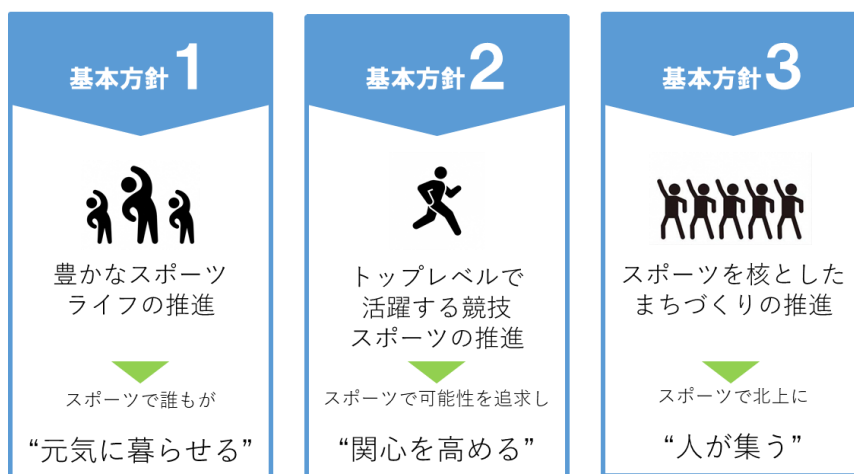 基本方針1
豊かなスポーツ
ライフの推進
スポーツで誰もが
“元気に暮らせる”
基本方針2
トップレベルで
活躍する競技
スポーツの推進
スポーツで可能性を追求し
“関心を高める”
基本方針3
スポーツを核とした
まちづくりの推進
スポーツで北上に
“人が集う”